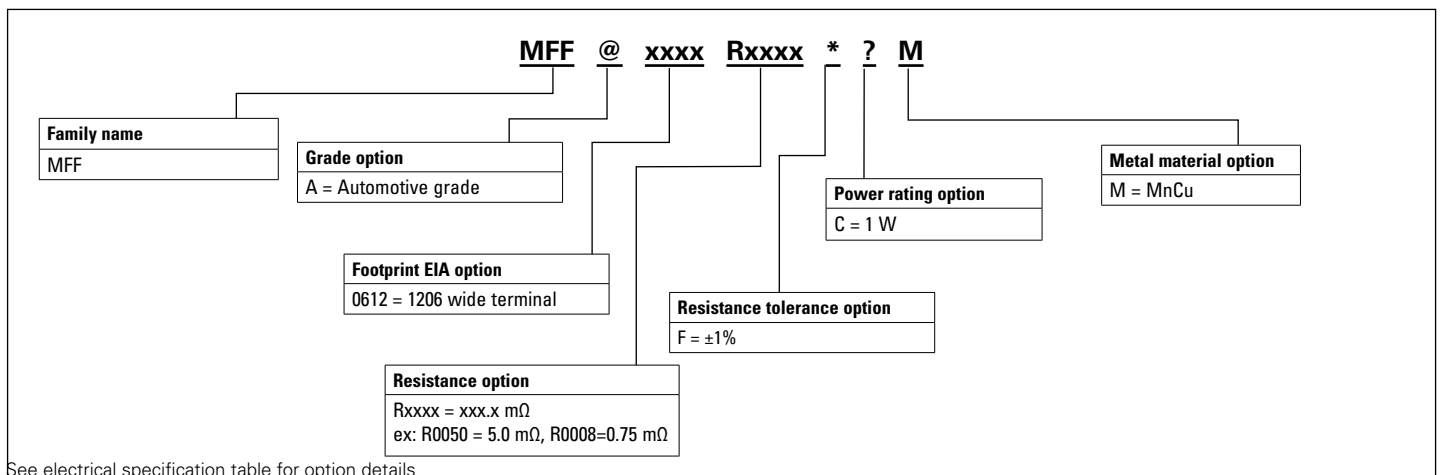 MFF @ xxxx Rxxxx * ? M
Family name
MFF
Grade option
A = Automotive grade
Footprint EIA option
0612 = 1206 wide terminal
Resistance option
Rxxxx = xxx.x mΩ
ex: R0050 = 5.0 mΩ, R0008=0.75 mΩ
Resistance tolerance option
F = ±1%
Power rating option
C = 1 W
Metal material option
M = MnCu
See electrical specification table for option details